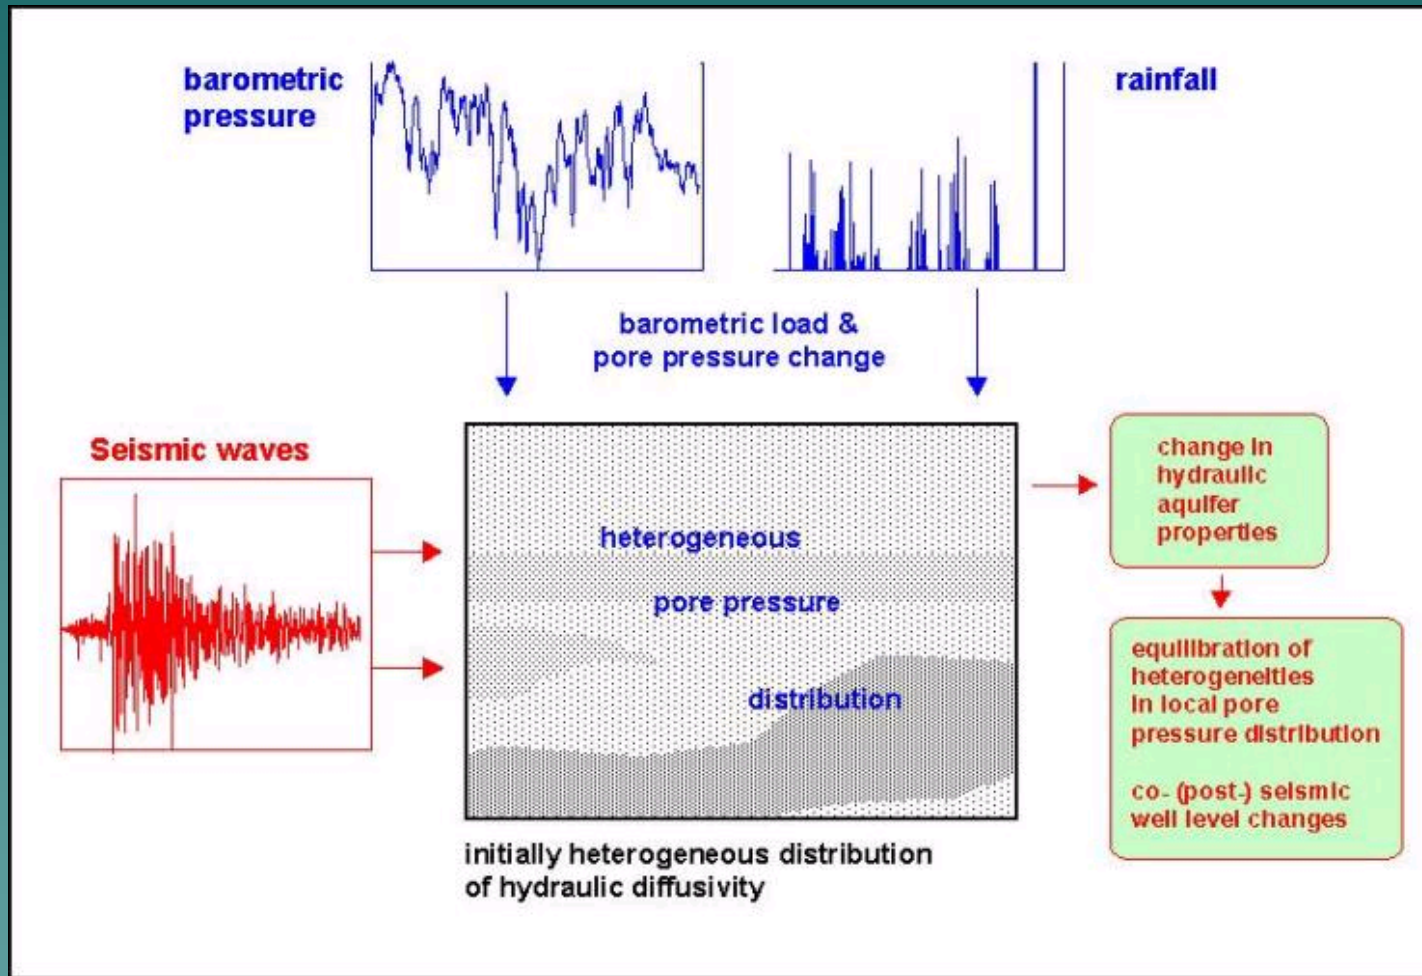 barometric
pressure
rainfall
barometric load &
pore pressure change
Seismic waves
heterogeneous
pore pressure
distribution
initially heterogeneous distribution
of hydraulic diffusivity
change in
hydraulic
aquifer
properties
equilibration of
heterogeneities
in local pore
pressure distribution
co- (post-) seismic
well level changes